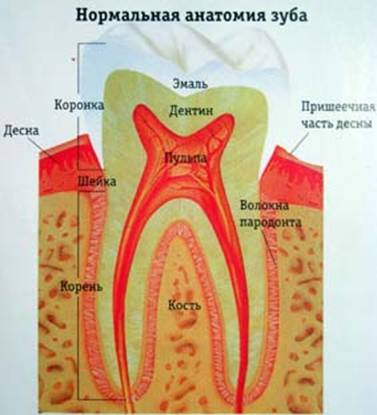 Нормальная анатомия зуба
Эмаль
Коронка
Дентин
Пришеечная
часть десны
Десна
Пульпа
Шейка
Волокна
пародонта
Корень
Кость